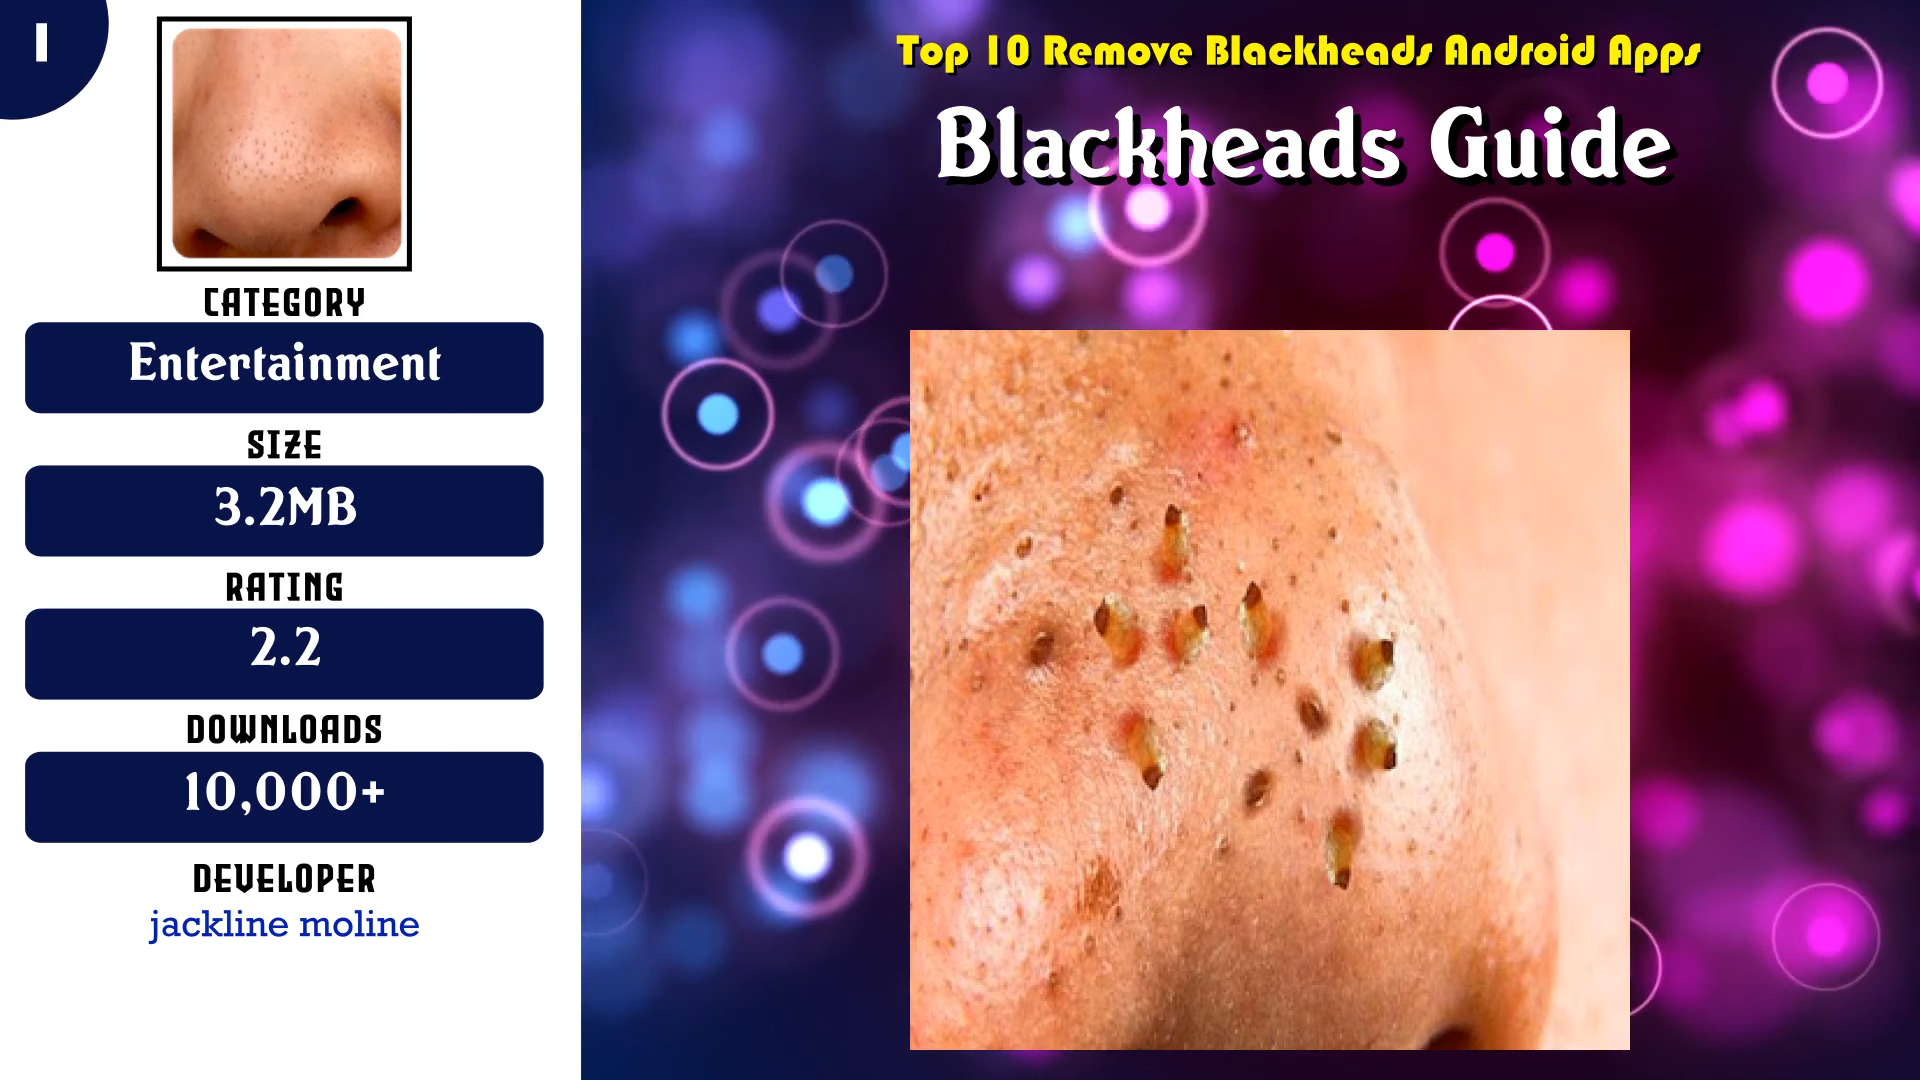 1
CATEGORY
Entertainment
SIZE
3.2MB
RATING
2.2
DOWNLOADS
10,000+
DEVELOPER
jackline moline
Top 10 Remove Blackheads Android Apps
Blackheads Guide